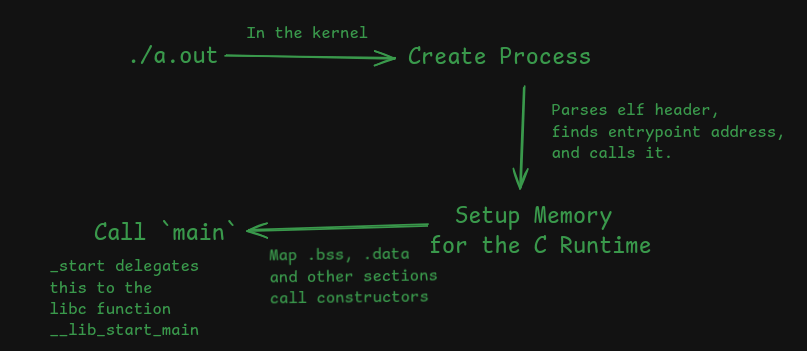 In the kernel
./a.out
Create Process
Parses elf header,
finds entrypoint address,
and calls it.
Setup Memory
for the C Runtime
Map .bss, .data
and other sections
call constructors
Call `main`
_start delegates
this to the
libc function
__lib_start_main